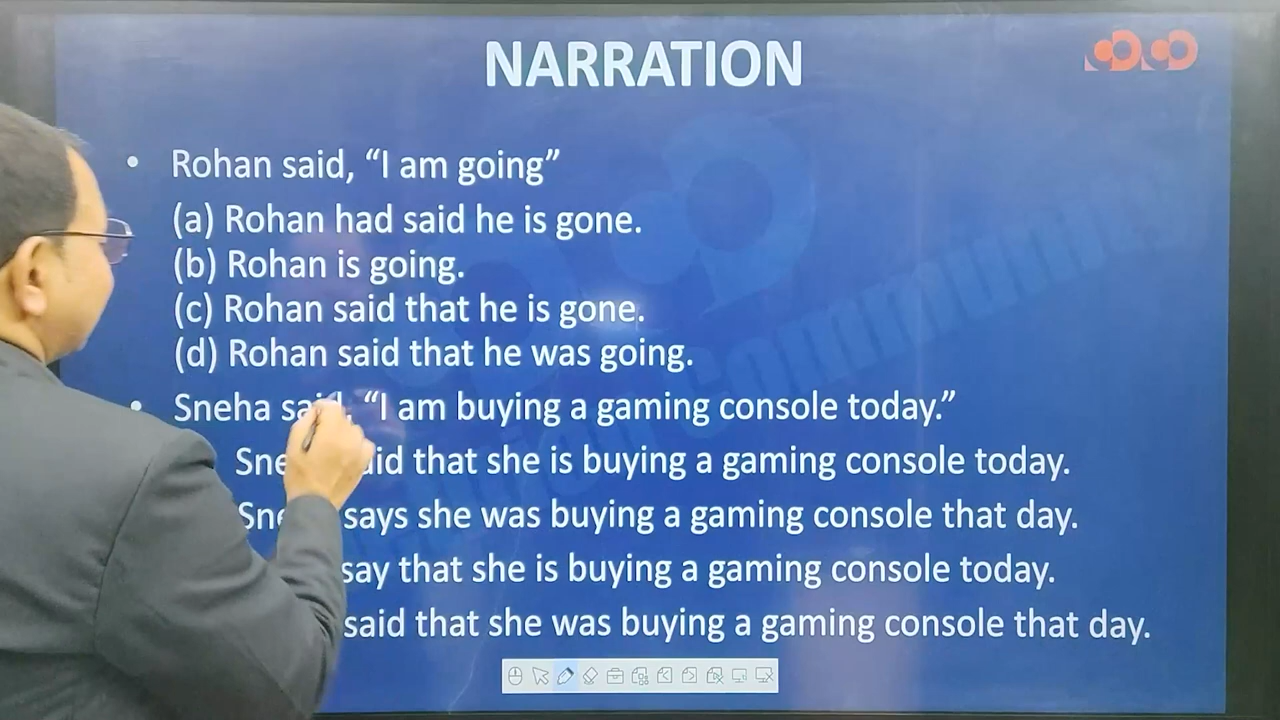 NARRATION
• Rohan said, “I am going”
(a) Rohan had said he is gone.
(b) Rohan is going.
(c) Rohan said that he is gone.
(d) Rohan said that he was going.
• Sneha said, “I am buying a gaming console today.”
that she is buying a gaming console today.
says she was buying a gaming console that day.
say that she is buying a gaming console today.
said that she was buying a gaming console that day.